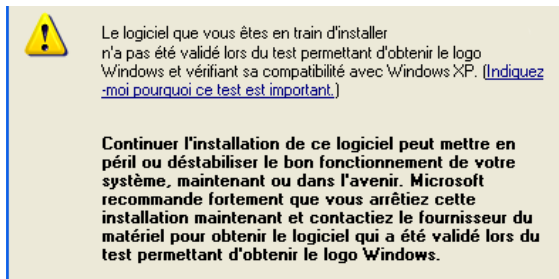 Le logiciel que vous êtes en train d'installer
n'a pas été validé lors du test permettant d'obtenir le logo
Windows et vérifiant sa compatibilité avec Windows XP. (Indiquez
-moi pourquoi ce test est important.)
Continuer l'installation de ce logiciel peut mettre en
péril ou déstabiliser le bon fonctionnement de votre
système, maintenant ou dans l'avenir. Microsoft
recommande fortement que vous arrêtiez cette
installation maintenant et contactiez le fournisseur du
matériel pour obtenir le logiciel qui a été validé lors du
test permettant d'obtenir le logo Windows.